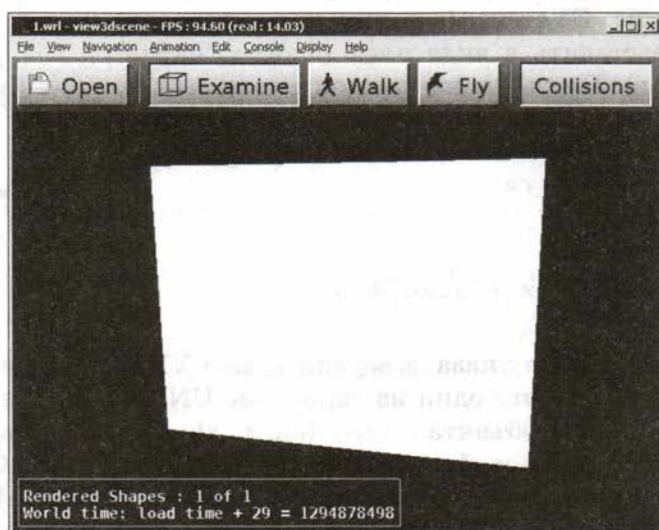 1.wrl - view3dscene - FPS : 94.60 (real : 14.03)
File View Navigation Animation Edit Console Display Help
Open Examine Walk Fly Collisions
Rendered Shapes : 1 of 1
World time: load time + 29 = 1294878498